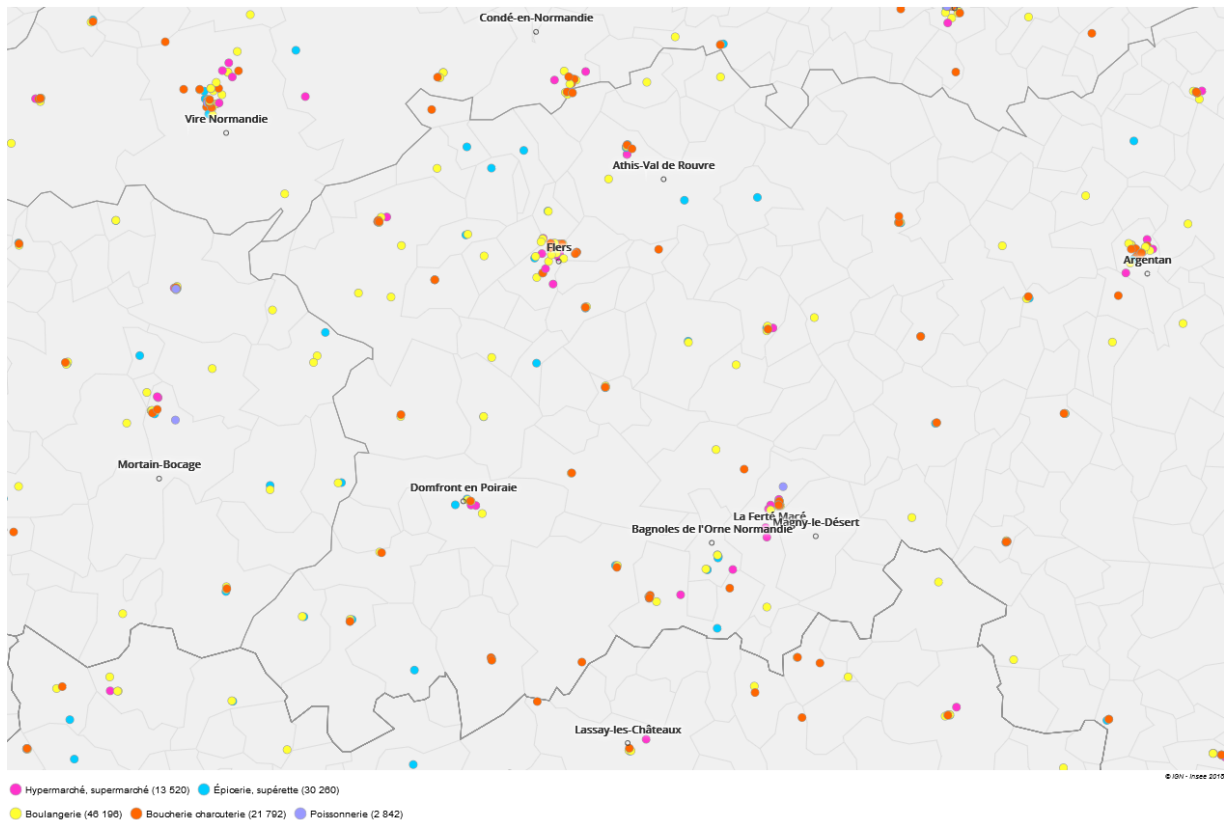 Condé-en-Normandie
Vire Normandie
Athis-Val de Rouvre
Flers
Argentan
Mortain-Bocage
Domfront en Poiraie
La Ferté Macé
Magny-le-Désert
Bagnoles de l'Orne Normandie
Lassay-les-Châteaux
© IGN - Insee 2016
Hypermarché, supermarché (13 520) Épicerie, supérette (30 260)
Boulangerie (46 196) Boucherie charcuterie (21 792) Poissonnerie (2 842)